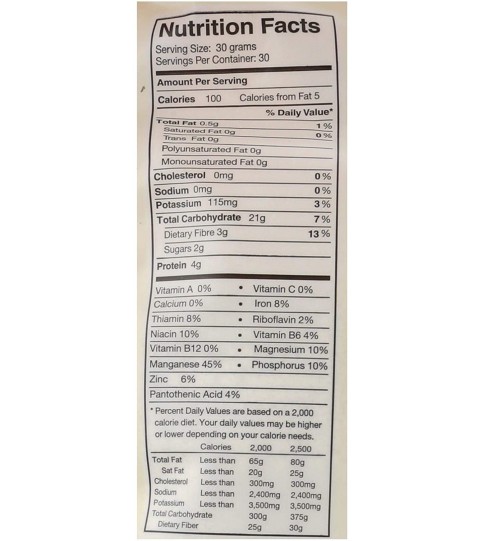 Nutrition Facts
Serving Size: 30 grams
Servings Per Container: 30
Amount Per Serving
Calories 100 Calories from Fat 5
% Daily Value*
Total Fat 0.5g 1%
Saturated Fat 0g 0%
Trans Fat 0g
Polyunsaturated Fat 0g
Monounsaturated Fat 0g
Cholesterol 0mg 0%
Sodium 0mg 0%
Potassium 115mg 3%
Total Carbohydrate 21g 7%
Dietary Fibre 3g 13%
Sugars 2g
Protein 4g
Vitamin A 0% • Vitamin C 0%
Calcium 0% • Iron 8%
Thiamin 8% • Riboflavin 2%
Niacin 10% • Vitamin B6 4%
Vitamin B12 0% • Magnesium 10%
Manganese 45% • Phosphorus 10%
Zinc 6%
Pantothenic Acid 4%
* Percent Daily Values are based on a 2,000
calorie diet. Your daily values may be higher
or lower depending on your calorie needs.
Calories 2,000 2,500
Total Fat Less than 65g 80g
Sat Fat Less than 20g 25g
Cholesterol Less than 300mg 300mg
Sodium Less than 2,400mg 2,400mg
Potassium Less than 3,500mg 3,500mg
Total Carbohydrate 300g 375g
Dietary Fiber 25g 30g